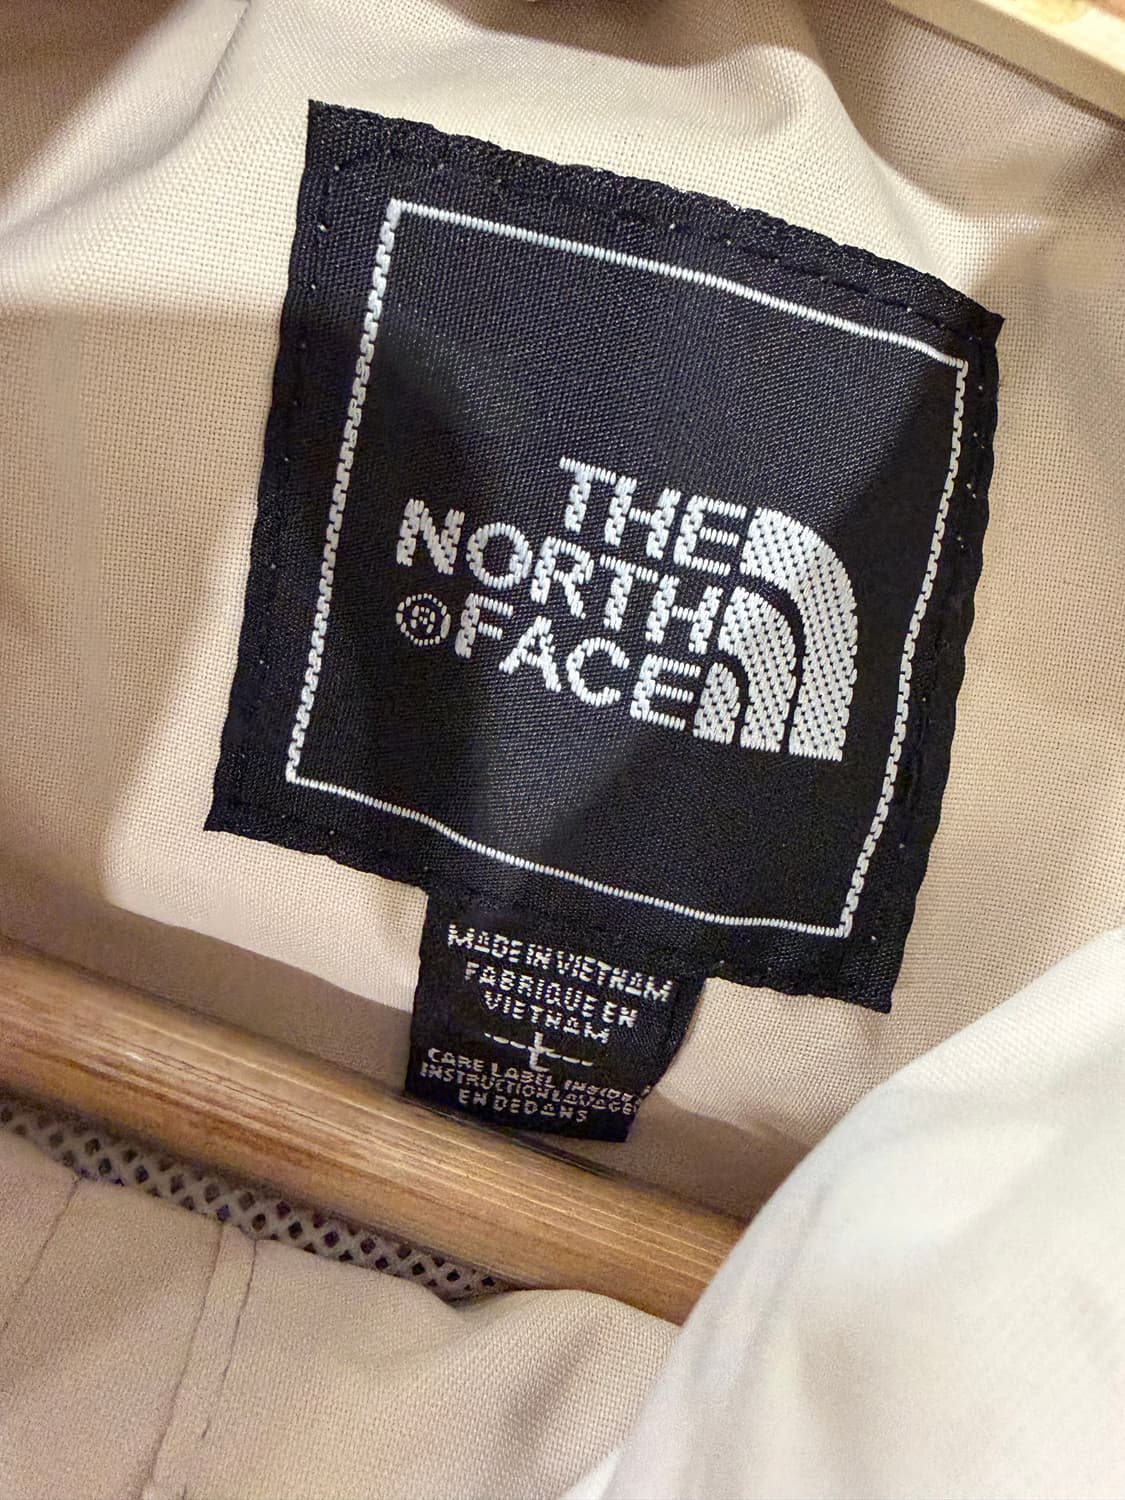 THE
NORTH
®FACE
MADE IN VIETNAM
FABRIQUE EN
VIETNAM
L
CARE LABEL INSIDE
INSTRUCTION LAVAGE
EN DEDANS